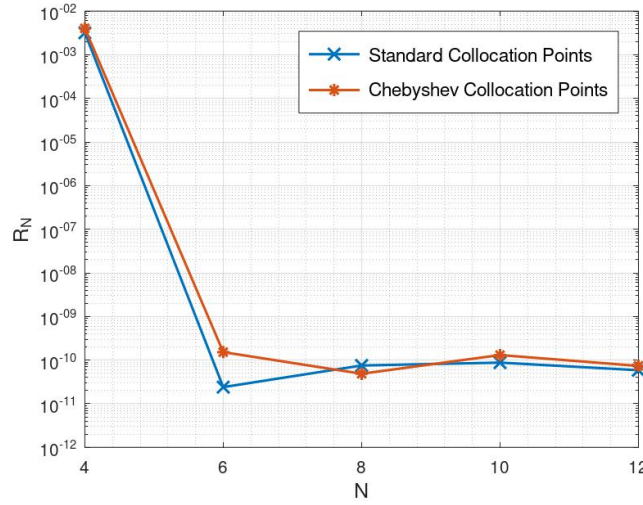 10^-02
10^-03
10^-04
10^-05
10^-06
10^-07
10^-08
10^-09
10^-10
10^-11
10^-12
R_N
Standard Collocation Points
Chebyshev Collocation Points
4 6 8 10 12
N